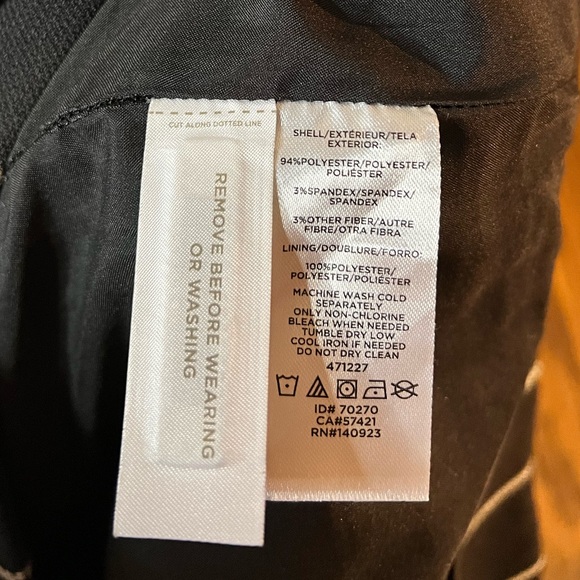 CUT ALONG DOTTED LINE
REMOVE BEFORE WEARING
OR WASHING
SHELL/EXTÉRIEUR/TELA
EXTERIOR:
94%POLYESTER/POLYESTER/
POLIÉSTER
3%SPANDEX/SPANDEX/
SPANDEX
3%OTHER FIBER/AUTRE
FIBRE/OTRA FIBRA
LINING/DOUBLURE/FORRO:
100%POLYESTER/
POLYESTER/POLIÉSTER
MACHINE WASH COLD
SEPARATELY
ONLY NON-CHLORINE
BLEACH WHEN NEEDED
TUMBLE DRY LOW
COOL IRON IF NEEDED
DO NOT DRY CLEAN
471227
ID# 70270
CA#57421
RN#140923